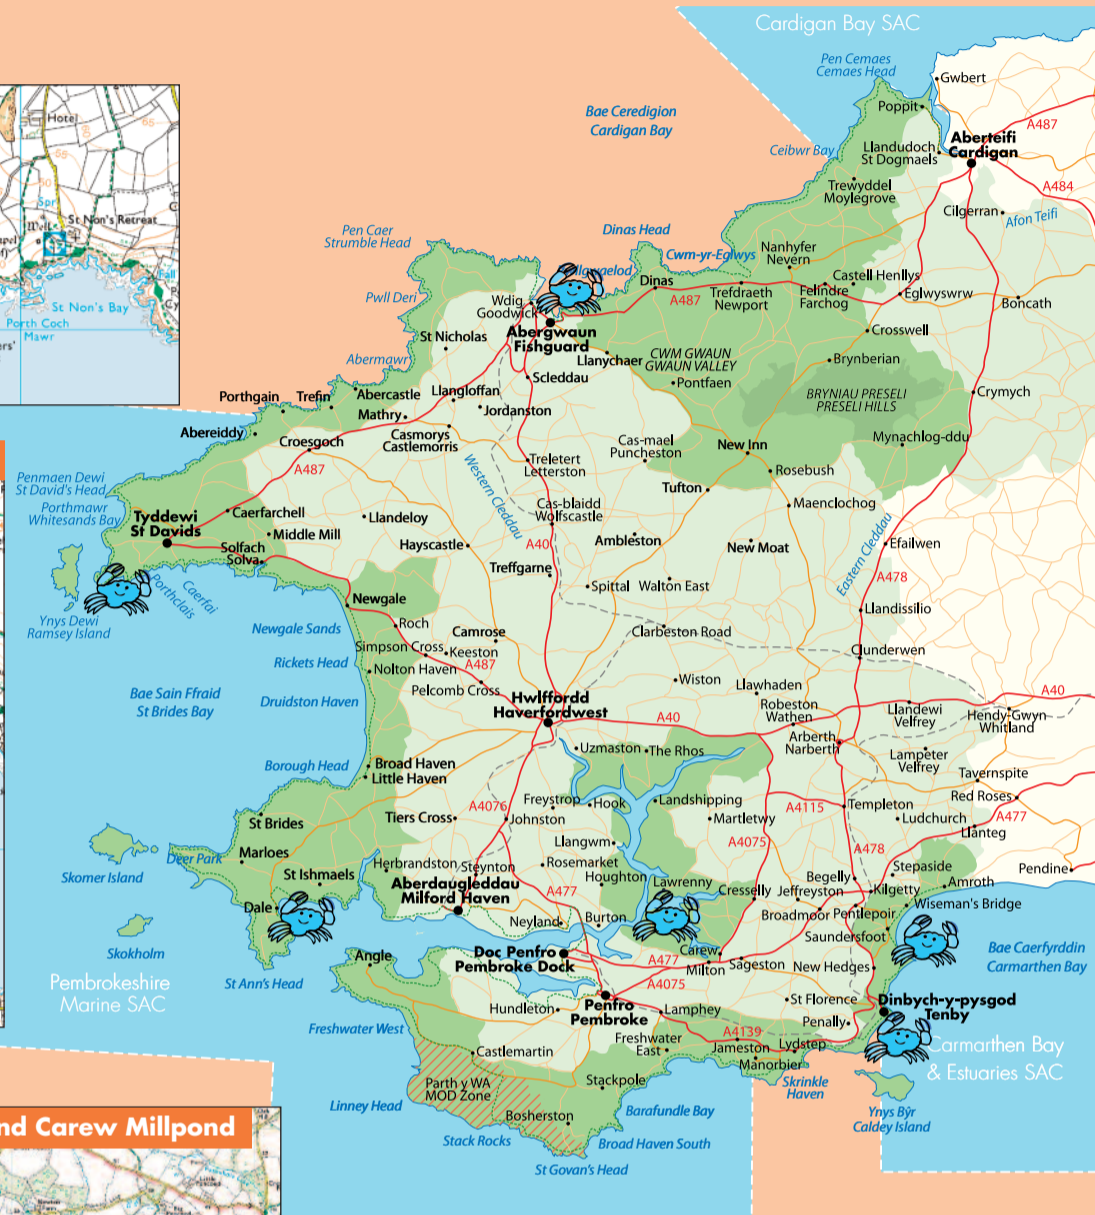 Cardigan Bay SAC
Pen Cemaes
Cemaes Head
Gwbert
Poppit
Bae Ceredigion
Cardigan Bay
A487
Aberteifi
Cardigan
Llandudoch
St Dogmaels
Ceibwr Bay
A484
Trewyddel
Moylegrove
Cilgerran
Afon Teifi
Hotel
Spr
Well
St Non's Retreat
St Non's Bay
Porth Coch
Mawr
Pen Caer
Strumble Head
Dinas Head
Cwm-yr-Eglwys
Nanhyfer
Nevern
Castell Henllys
Pwll Deri
Wdig
Goodwick
Dinas
A487
Trefdraeth
Newport
Felindre
Farchog
Eglwyswrw
Boncath
Abergwaun
Fishguard
Crosswell
St Nicholas
Abermawr
Llanychaer
CWM GWAUN
GWAUN VALLEY
Brynberian
Scleddau
Pontfaen
BRYNIAU PRESELI
PRESELI HILLS
Crymych
Porthgain
Trefin
Abercastle
Llangloffan
Mathry
Jordanston
Abereiddy
Croesgoch
Casmorys
Castlemorris
Cas-mael
Puncheston
New Inn
Mynachlog-ddu
A487
Treletert
Letterston
Rosebush
Penmaen Dewi
St David's Head
Porthmawr
Whitesands Bay
Western Cleddau
Tufton
Maenclochog
Tyddewi
St Davids
Caerfarchell
Llandeloy
Cas-blaidd
Wolfscastle
Middle Mill
Hayscastle
A40
Ambleston
New Moat
Eastern Cleddau
Efailwen
Solfach
Solva
Treffgarne
Spittal
Walton East
A478
Caerfai
Porthclais
Ynys Dewi
Ramsey Island
Newgale
Llandissilio
Newgale Sands
Roch
Camrose
Clarbeston Road
Simpson Cross
Keeston
Clunderwen
Rickets Head
Nolton Haven
A487
Pelcomb Cross
Wiston
Llawhaden
Bae Sain Ffraid
St Brides Bay
Druidston Haven
Hwlffordd
Haverfordwest
A40
Robeston
Wathen
Llandewi
Velfrey
A40
Hendy-Gwyn
Whitland
Arberth
Narberth
Uzmaston
The Rhos
Lampeter
Velfrey
Borough Head
Broad Haven
Little Haven
Tavernspite
Red Roses
A4076
Freystrop
Hook
Landshipping
A4115
Templeton
A477
St Brides
Tiers Cross
Johnston
Martletwy
Ludchurch
Llanteg
Llangwm
A4075
A478
Deer Park
Marloes
Herbrandston
Steynton
Rosemarket
Stepaside
Pendine
Skomer Island
St Ishmaels
Houghton
Begelly
Amroth
Aberdaugleddau
Milford Haven
A477
Lawrenny
Cresselly
Jeffreyston
Kilgetty
Wiseman's Bridge
Dale
Neyland
Burton
Broadmoor
Pentlepoir
Saundersfoot
Skokholm
Angle
Doc Penfro
Pembroke Dock
A477
Carew
Milton
Sageston
New Hedges
Bae Caerfyrddin
Carmarthen Bay
Pembrokeshire
Marine SAC
St Ann's Head
A4075
Hundleton
Penfro
Pembroke
Lamphey
St Florence
Dinbych-y-pysgod
Tenby
Freshwater West
Penally
Freshwater
East
A4139
Jameston
Lydstep
Carmarthen Bay
& Estuaries SAC
Castlemartin
Manorbier
Parth y WA
MOD Zone
Stackpole
Skrinkle
Haven
Linney Head
Bosherston
Barafundle Bay
Ynys Bŷr
Caldey Island
Stack Rocks
Broad Haven South
St Govan's Head
nd Carew Millpond